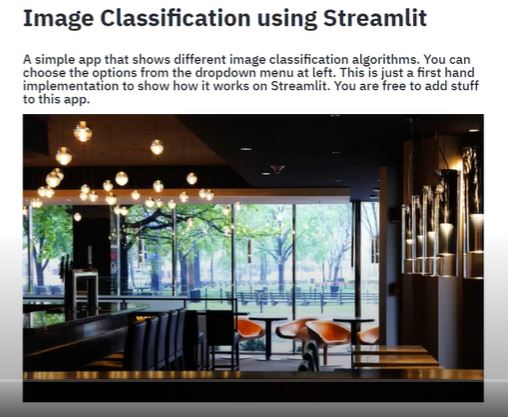 Image Classification using Streamlit
A simple app that shows different image classification algorithms. You can
choose the options from the dropdown menu at left. This is just a first hand
implementation to show how it works on Streamlit. You are free to add stuff
to this app.